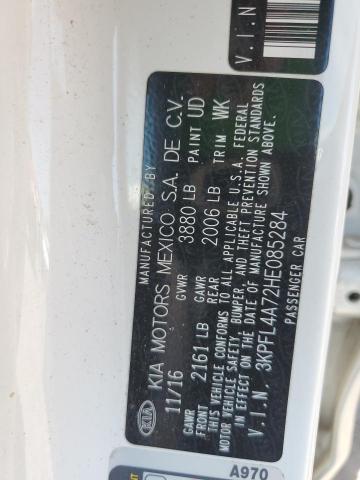 MANUFACTURED BY
KIA MOTORS MEXICO S.A. DE C.V.
KIA
11/16 GVWR 3880 LB PAINT UD
GAWR FRONT 2161 LB GAWR REAR 2006 LB TRIM WK
THIS VEHICLE CONFORMS TO ALL APPLICABLE U.S.A. FEDERAL
MOTOR VEHICLE SAFETY, BUMPER, AND THEFT PREVENTION STANDARDS
IN EFFECT ON THE DATE OF MANUFACTURE SHOWN ABOVE.
V.I.N. 3KPFL4A72HE085284
PASSENGER CAR
V.I.N
A970